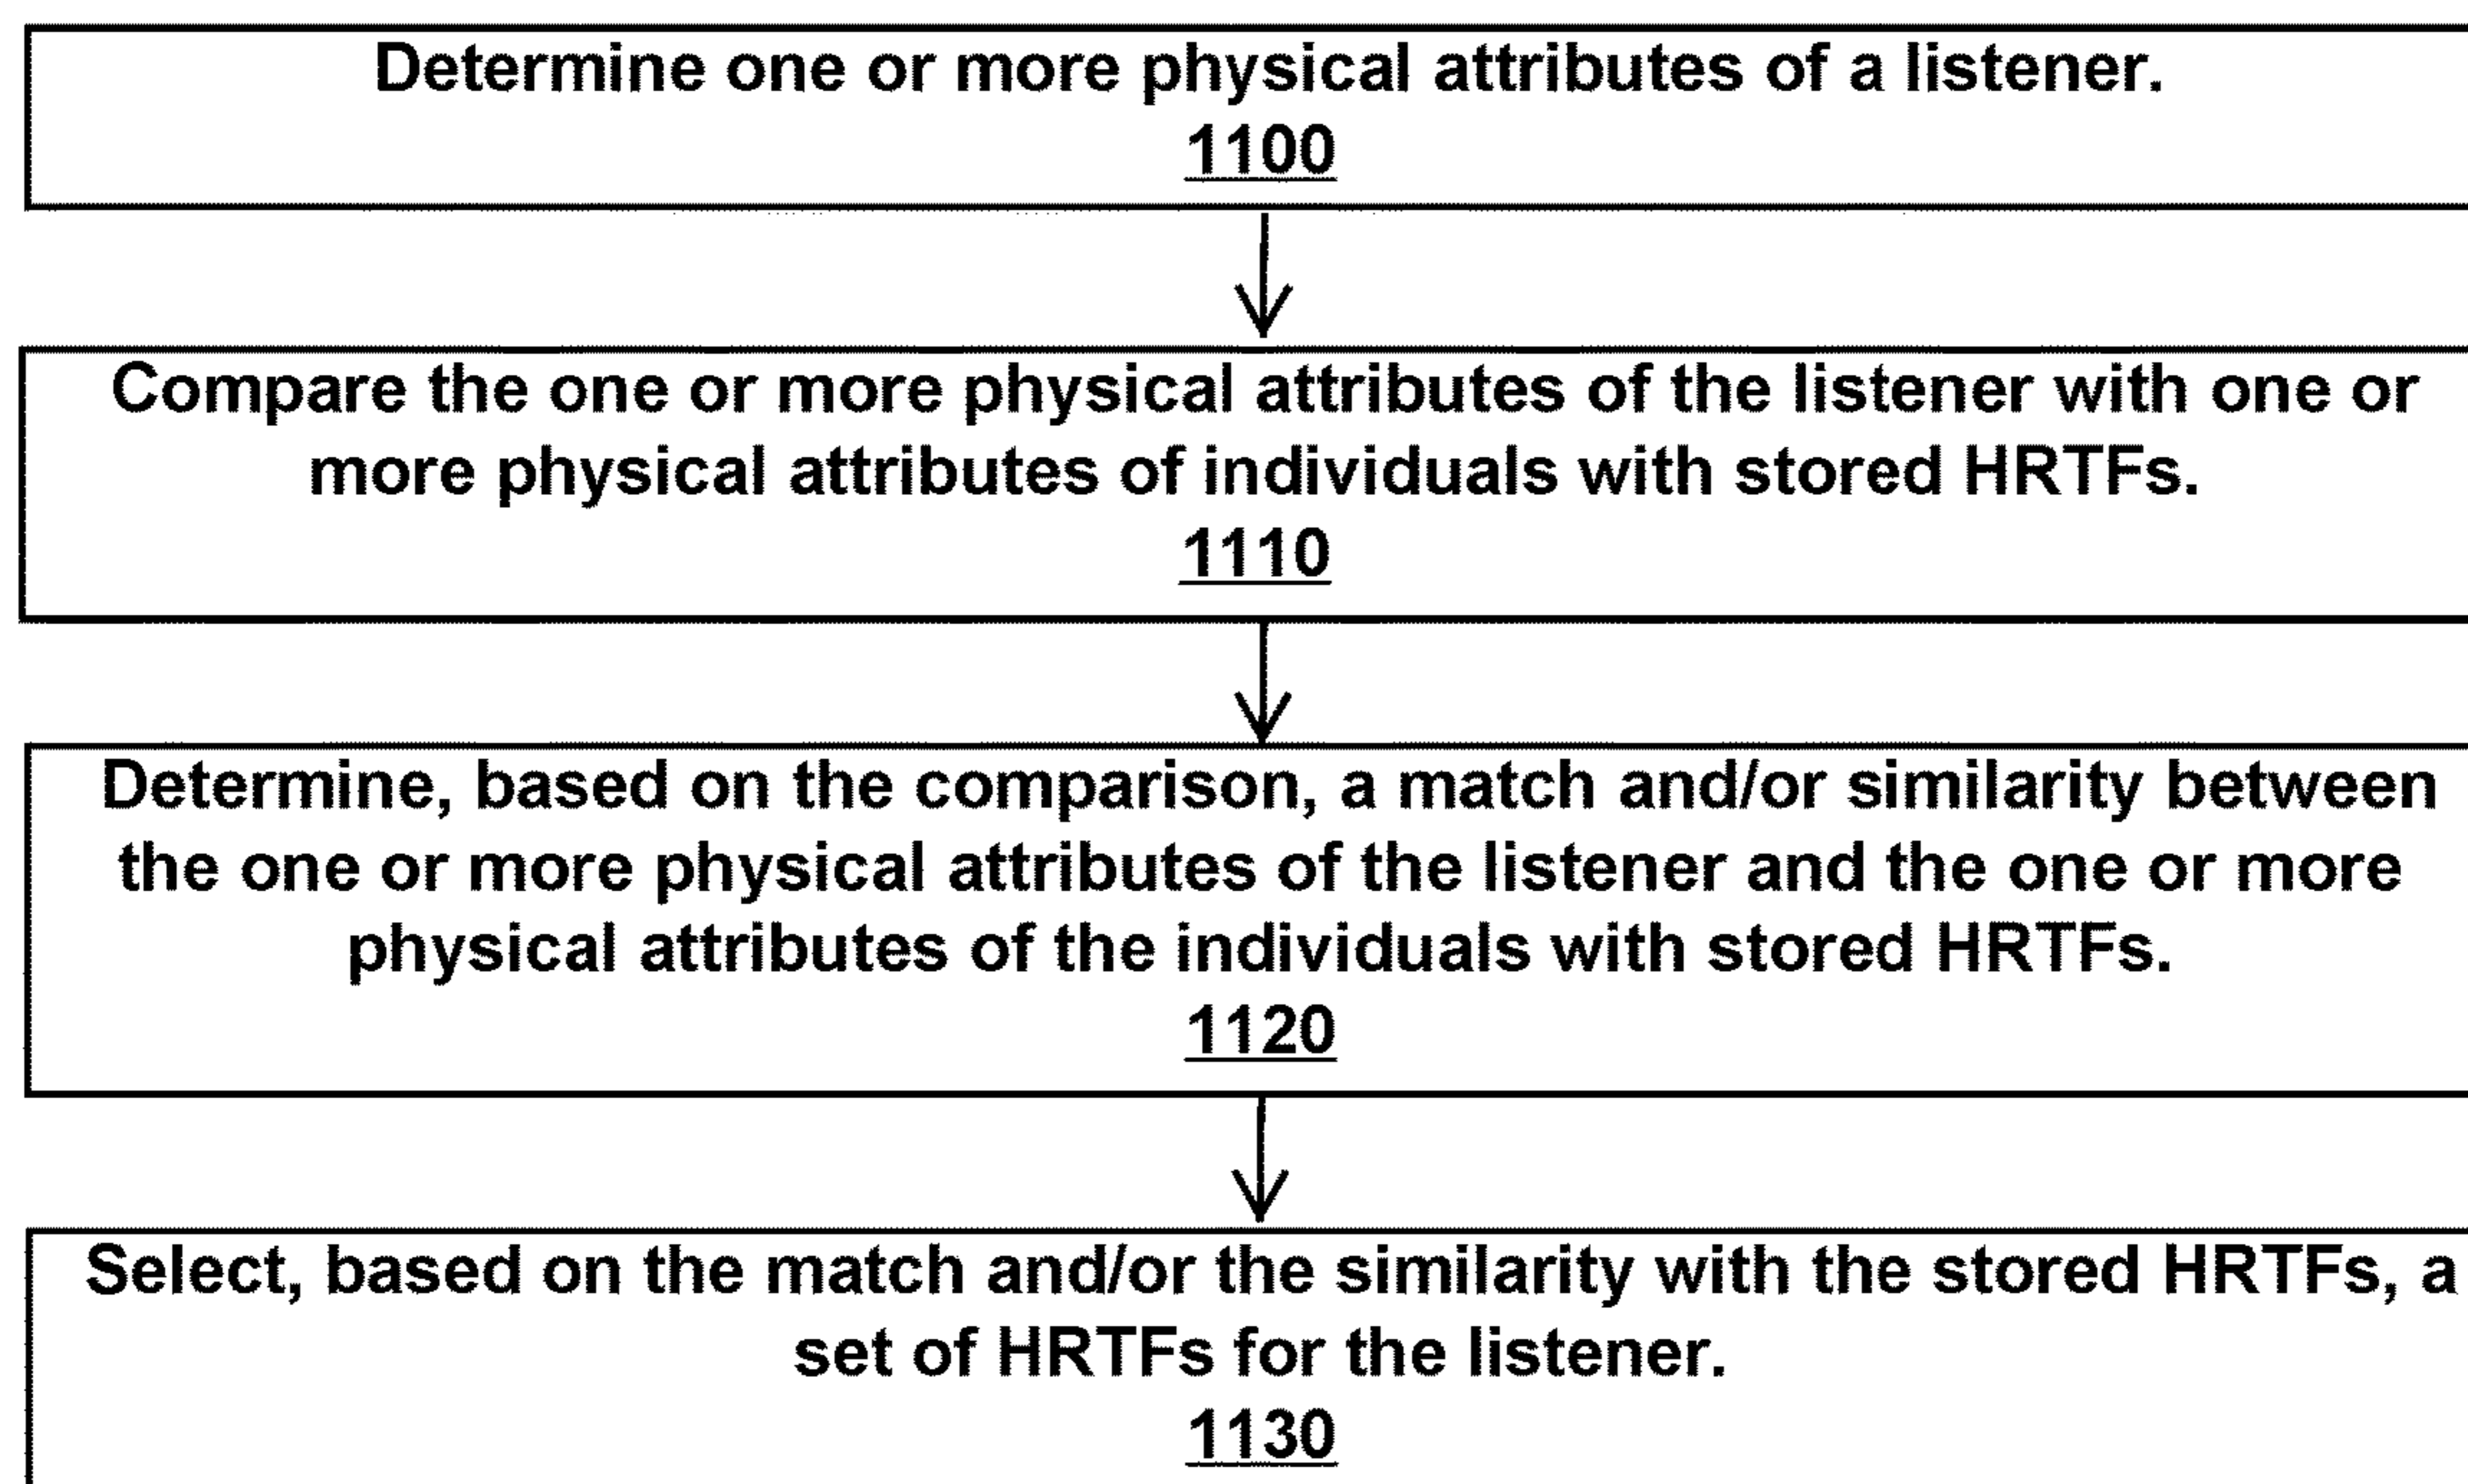 Determine one or more physical attributes of a listener.
1100
Compare the one or more physical attributes of the listener with one or
more physical attributes of individuals with stored HRTFs.
1110
Determine, based on the comparison, a match and/or similarity between
the one or more physical attributes of the listener and the one or more
physical attributes of the individuals with stored HRTFs.
1120
Select, based on the match and/or the similarity with the stored HRTFs, a
set of HRTFs for the listener.
1130